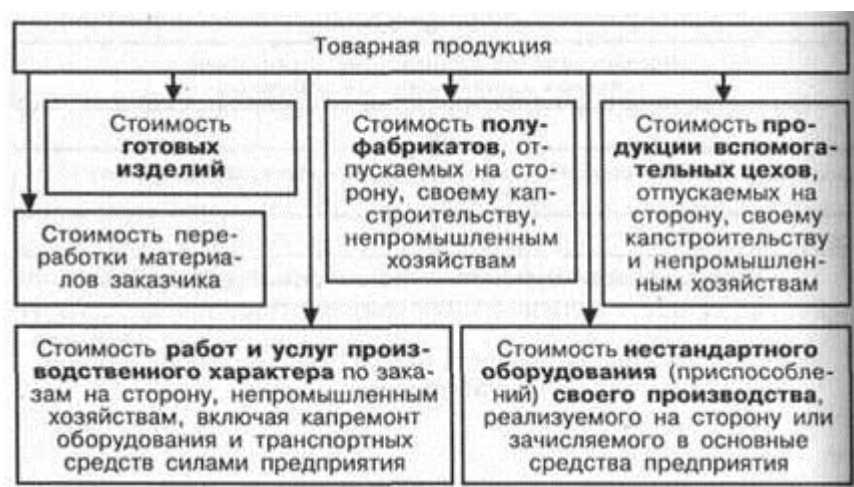 Товарная продукция
Стоимость
готовых
изделий
Стоимость полу-
фабрикатов, от-
пускаемых на сто-
рону, своему кап-
строительству,
непромышленным
хозяйствам
Стоимость про-
дукции вспомога-
тельных цехов,
отпускаемых на
сторону, своему
капстроительству
и непромышлен-
ным хозяйствам
Стоимость пере-
работки материа-
лов заказчика
Стоимость работ и услуг произ-
водственного характера по зака-
зам на сторону, непромышленным
хозяйствам, включая капремонт
оборудования и транспортных
средств силами предприятия
Стоимость нестандартного
оборудования (приспособле-
ний) своего производства,
реализуемого на сторону или
зачисляемого в основные
средства предприятия